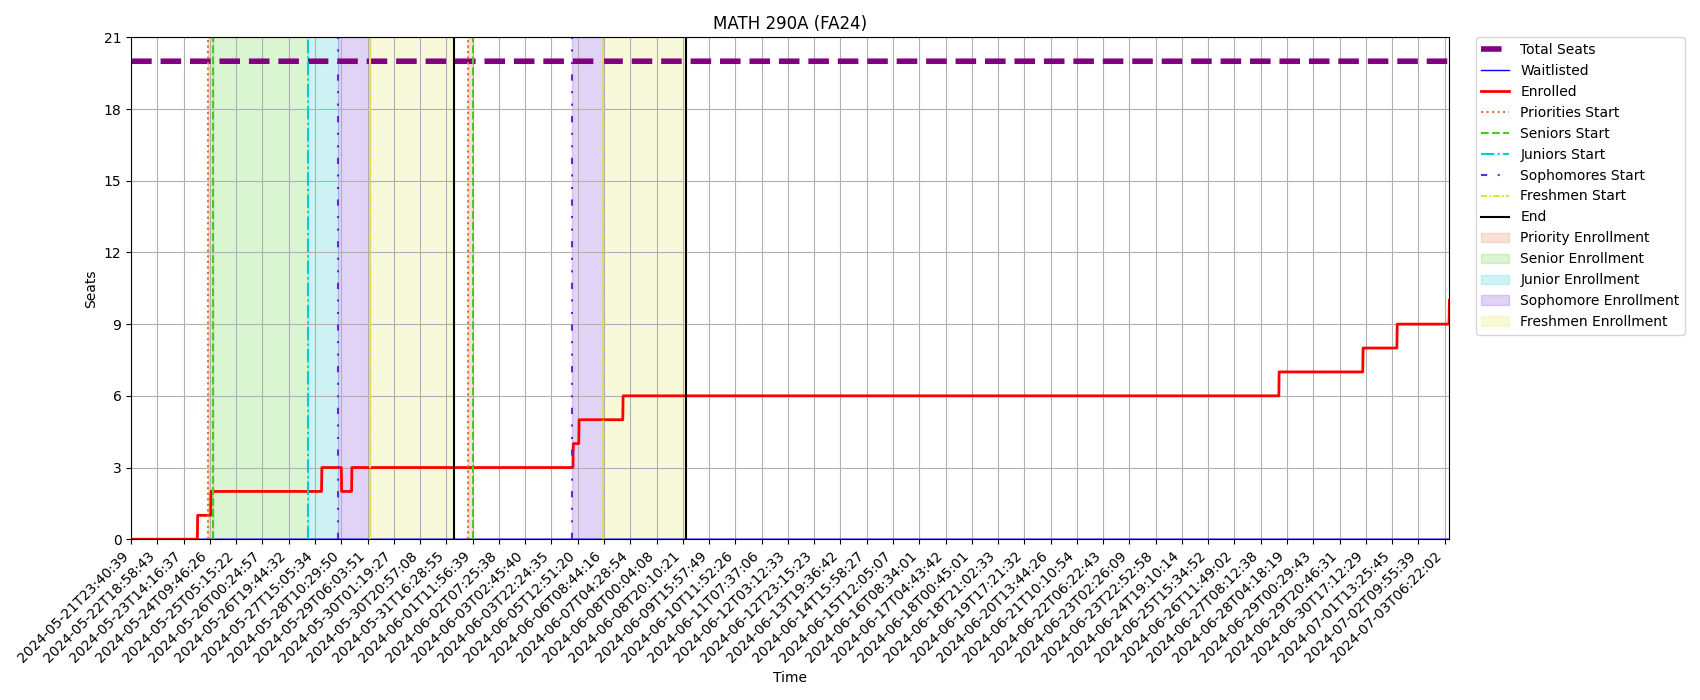 MATH 290A (FA24)
21
18
15
12
9
6
3
0
Seats
2024-05-21T23:40:39
2024-05-22T18:58:43
2024-05-23T14:16:37
2024-05-24T09:46:26
2024-05-25T05:15:22
2024-05-26T00:24:57
2024-05-26T19:44:32
2024-05-27T15:05:34
2024-05-28T10:29:50
2024-05-29T06:03:51
2024-05-30T01:19:27
2024-05-30T20:57:08
2024-05-31T16:28:55
2024-06-01T11:56:39
2024-06-02T07:25:38
2024-06-03T02:45:40
2024-06-03T22:24:35
2024-06-05T12:51:20
2024-06-06T08:44:16
2024-06-07T04:28:54
2024-06-08T00:04:08
2024-06-08T20:10:21
2024-06-09T15:57:49
2024-06-10T11:52:26
2024-06-11T07:37:06
2024-06-12T03:12:33
2024-06-12T23:15:23
2024-06-13T19:36:42
2024-06-14T15:58:27
2024-06-15T12:05:07
2024-06-16T08:34:01
2024-06-17T04:43:42
2024-06-18T00:45:01
2024-06-18T21:02:33
2024-06-19T17:21:32
2024-06-20T13:44:26
2024-06-21T10:10:54
2024-06-22T06:22:43
2024-06-23T02:26:09
2024-06-23T22:52:58
2024-06-24T19:10:14
2024-06-25T15:34:52
2024-06-26T11:49:02
2024-06-27T08:12:38
2024-06-28T04:18:19
2024-06-29T00:29:43
2024-06-29T20:46:31
2024-06-30T17:12:29
2024-07-01T13:25:45
2024-07-02T09:55:39
2024-07-03T06:22:02
Time
Total Seats
Waitlisted
Enrolled
Priorities Start
Seniors Start
Juniors Start
Sophomores Start
Freshmen Start
End
Priority Enrollment
Senior Enrollment
Junior Enrollment
Sophomore Enrollment
Freshmen Enrollment